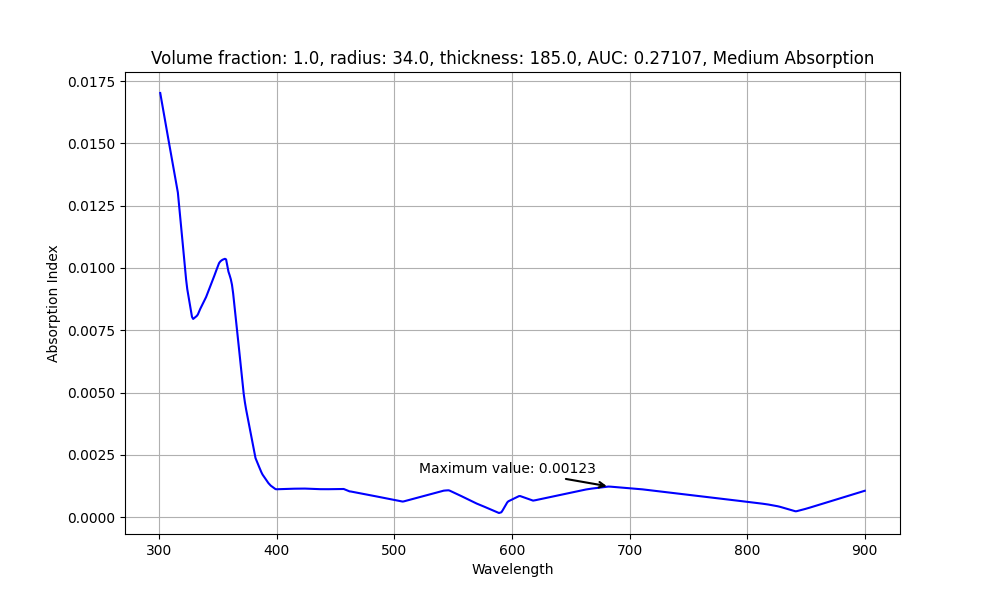 Volume fraction: 1.0, radius: 34.0, thickness: 185.0, AUC: 0.27107, Medium Absorption
0.0175
0.0150
0.0125
0.0100
0.0075
0.0050
0.0025
0.0000
Absorption Index
Maximum value: 0.00123
300 400 500 600 700 800 900
Wavelength